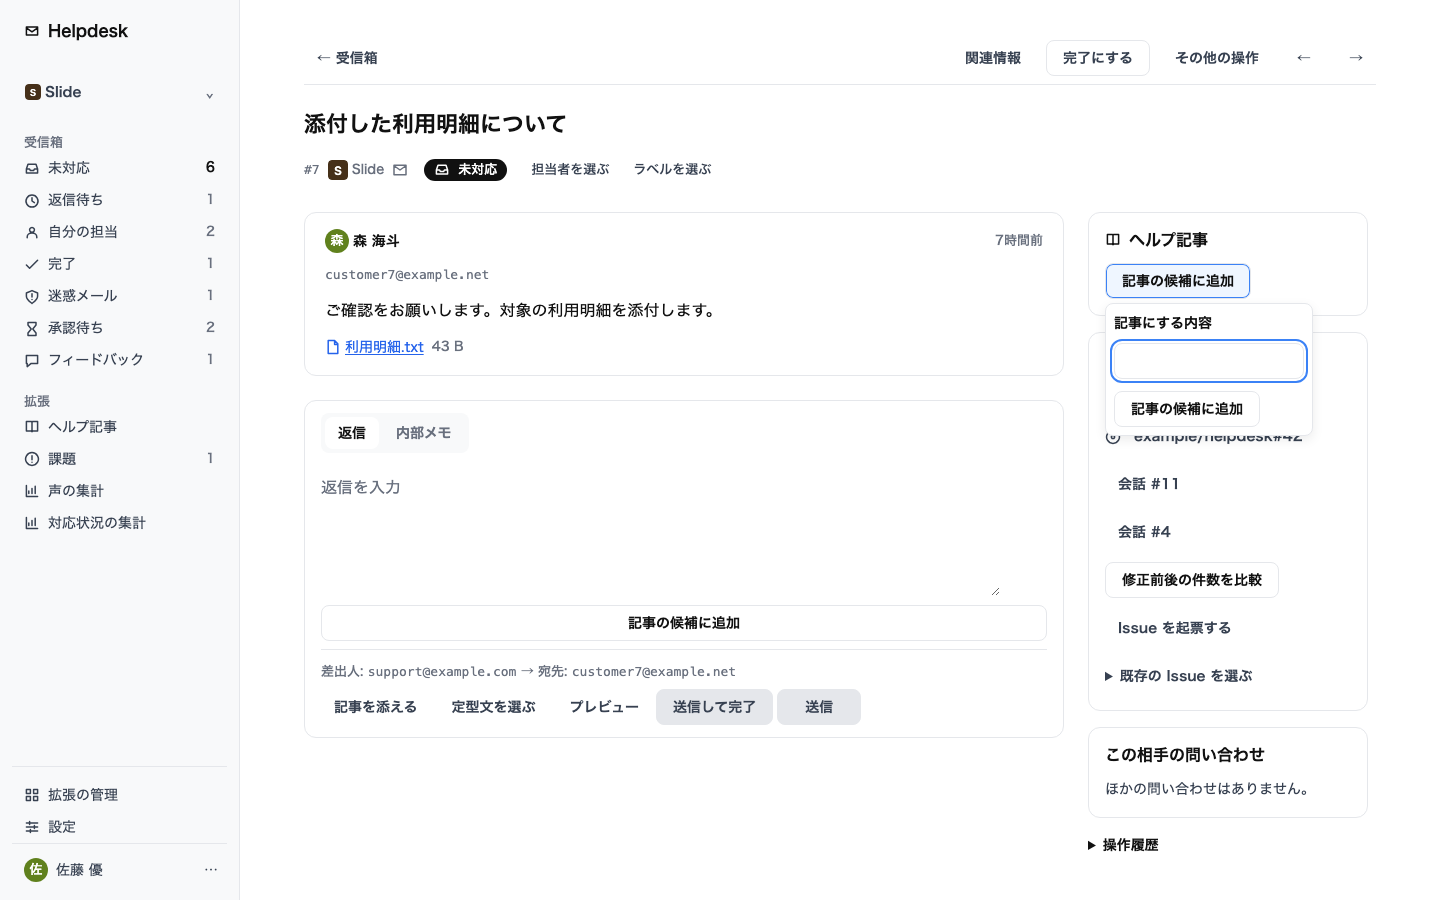 Helpdesk
S Slide
受信箱
未対応 6
返信待ち 1
自分の担当 2
完了 1
迷惑メール 1
承認待ち 2
フィードバック 1
拡張
ヘルプ記事
課題 1
声の集計
対応状況の集計
拡張の管理
設定
佐 佐藤 優 ...
← 受信箱
関連情報 完了にする その他の操作 ← →
添付した利用明細について
#7 S Slide 未対応 担当者を選ぶ ラベルを選ぶ
森 森 海斗 7時間前
customer7@example.net
ご確認をお願いします。対象の利用明細を添付します。
利用明細.txt 43 B
返信 内部メモ
返信を入力
記事の候補に追加
差出人: support@example.com → 宛先: customer7@example.net
記事を添える 定型文を選ぶ プレビュー 送信して完了 送信
ヘルプ記事
記事の候補に追加
記事にする内容
記事の候補に追加
example/helpdesk#42
会話 #11
会話 #4
修正前後の件数を比較
Issue を起票する
▶ 既存の Issue を選ぶ
この相手の問い合わせ
ほかの問い合わせはありません。
▶ 操作履歴